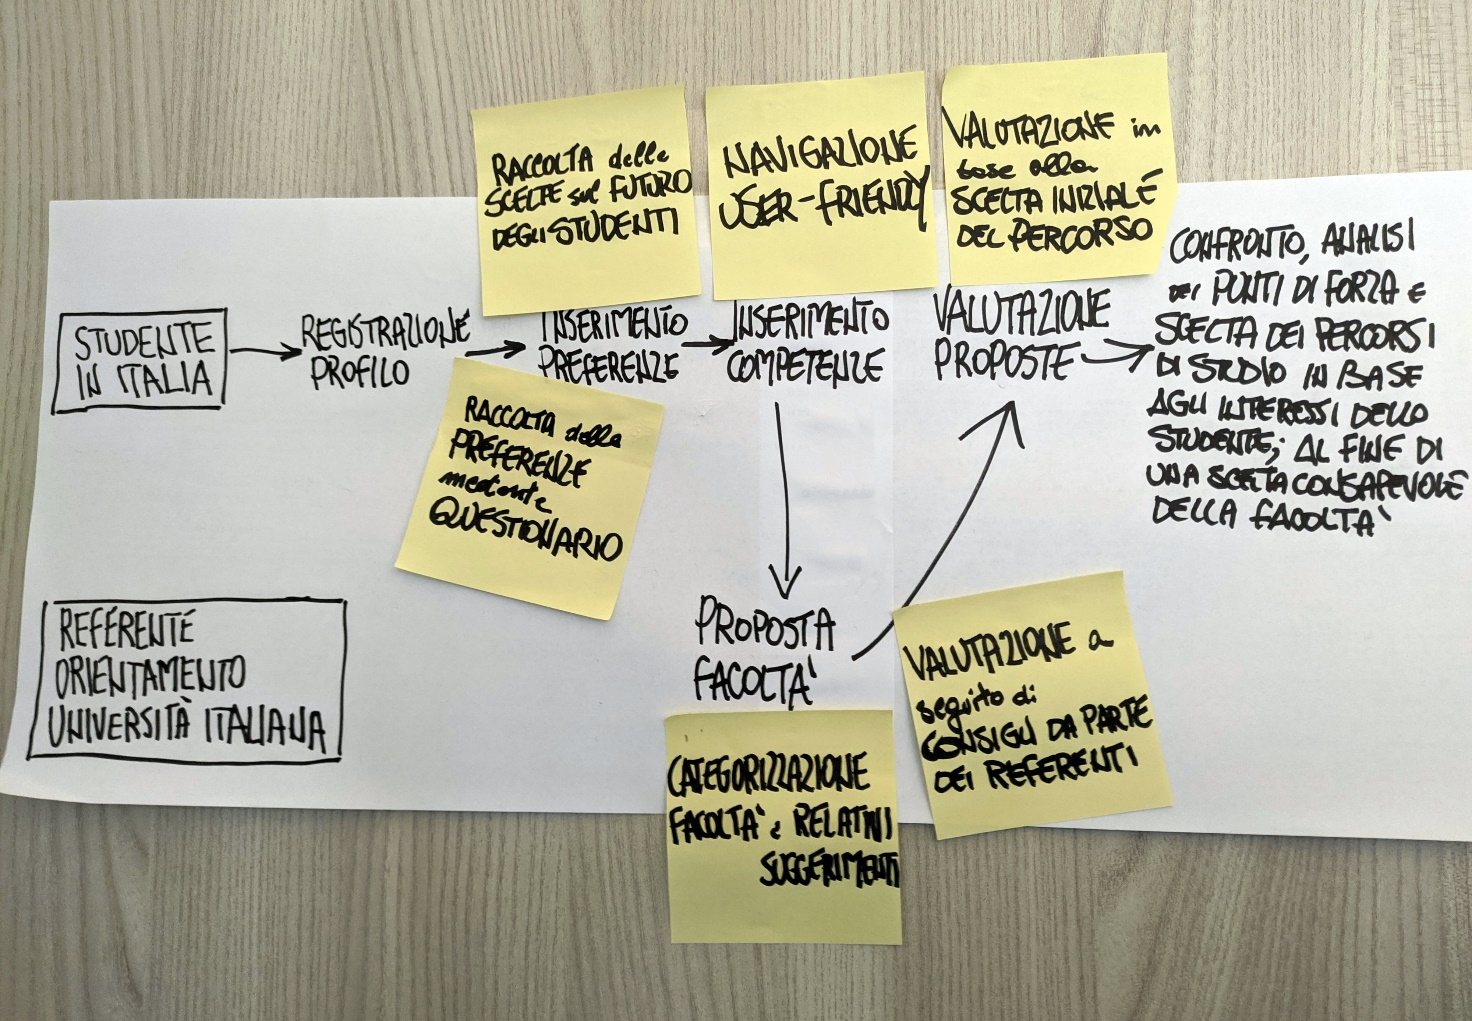 RACCOLTA delle
SCELTE sul FUTURO
DEGLI STUDENTI
NAVIGAZIONE
USER-FRIENDLY
VALUTAZIONE in
base alla
SCELTA INIZIALE
DEL PERCORSO
STUDENTE
IN ITALIA
REGISTRAZIONE
PROFILO
INSERIMENTO
PREFERENZE
INSERIMENTO
COMPETENZE
VALUTAZIONE
PROPOSTE
CONFRONTO, ANALISI
DEI PUNTI DI FORZA E
SCELTA DEI PERCORSI
DI STUDIO IN BASE
AGLI INTERESSI DELLO
STUDENTE; AL FINE DI
UNA SCELTA CONSAPEVOLE
DELLA FACOLTA'
RACCOLTA delle
PREFERENZE
mediante
QUESTIONARIO
REFERENTE
ORIENTAMENTO
UNIVERSITÀ ITALIANA
PROPOSTA
FACOLTA'
CATEGORIZZAZIONE
FACOLTA' e RELATIVI
SUGGERIMENTI
VALUTAZIONE a
seguito di
CONSIGLI DA PARTE
DEI REFERENTI